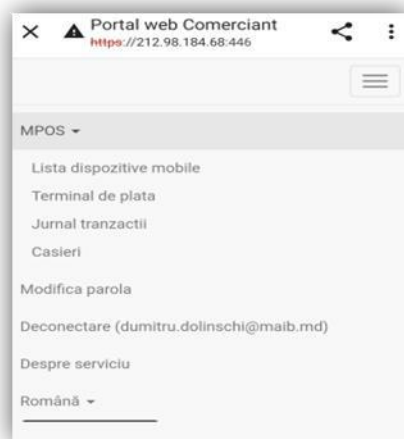 Portal web Comerciant
https://212.98.184.68:446
MPOS
Lista dispozitive mobile
Terminal de plata
Jurnal tranzactii
Casieri
Modifica parola
Deconectare (dumitru.dolinschi@maib.md)
Despre serviciu
Română